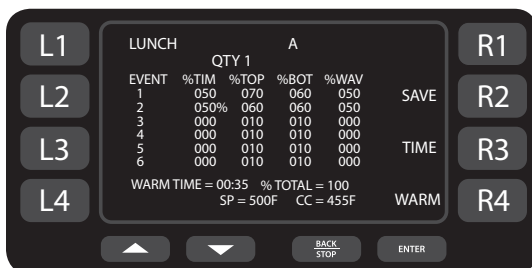 L1
LUNCH A
R1
QTY 1
EVENT %TIM %TOP %BOT %WAV
1 050 070 060 050
L2
SAVE
R2
2 050% 060 060 050
3 000 010 010 000
4 000 010 010 000
L3
5 000 010 010 000
TIME
R3
6 000 010 010 000
WARM TIME = 00:35 % TOTAL = 100
L4
SP = 500F CC = 455F
WARM
R4
BACK
STOP
ENTER